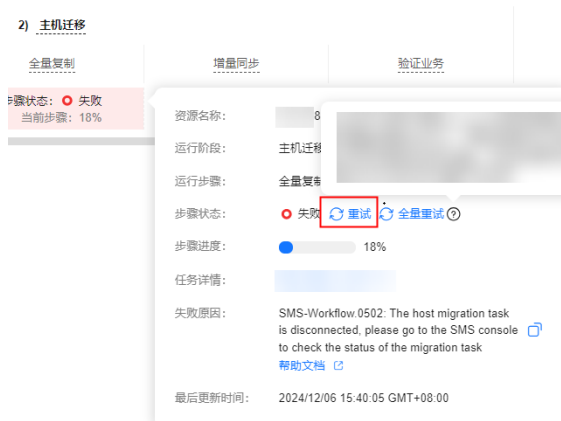 2) 主机迁移
全量复制 增量同步 验证业务
步骤状态： 失败
当前步骤：18%
资源名称： 8
运行阶段： 主机迁移
运行步骤： 全量复制
步骤状态： 失败 重试 全量重试
步骤进度： 18%
任务详情：
失败原因： SMS-Workflow.0502: The host migration task
is disconnected, please go to the SMS console
to check the status of the migration task
帮助文档
最后更新时间： 2024/12/06 15:40:05 GMT+08:00